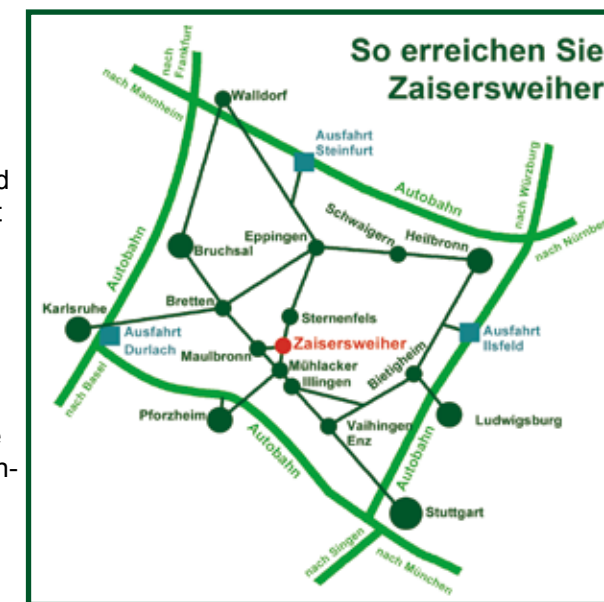 So erreichen Sie
Zaisersweiher
nach
Frankfurt
nach Mannheim
Walldorf
Ausfahrt
Steinfurt
nach Würzburg
Autobahn
Schwaigern
Heilbronn
nach Nürnberg
Eppingen
Bruchsal
Autobahn
Bretten
Karlsruhe
Sternenfels
Ausfahrt
Durlach
Zaisersweiher
Ausfahrt
Ilsfeld
Maulbronn
Mühlacker
Illingen
Bietigheim
nach Basel
Pforzheim
Vaihingen
Enz
Ludwigsburg
Autobahn
Autobahn
Stuttgart
nach Singen
nach München
d
t
e
n-